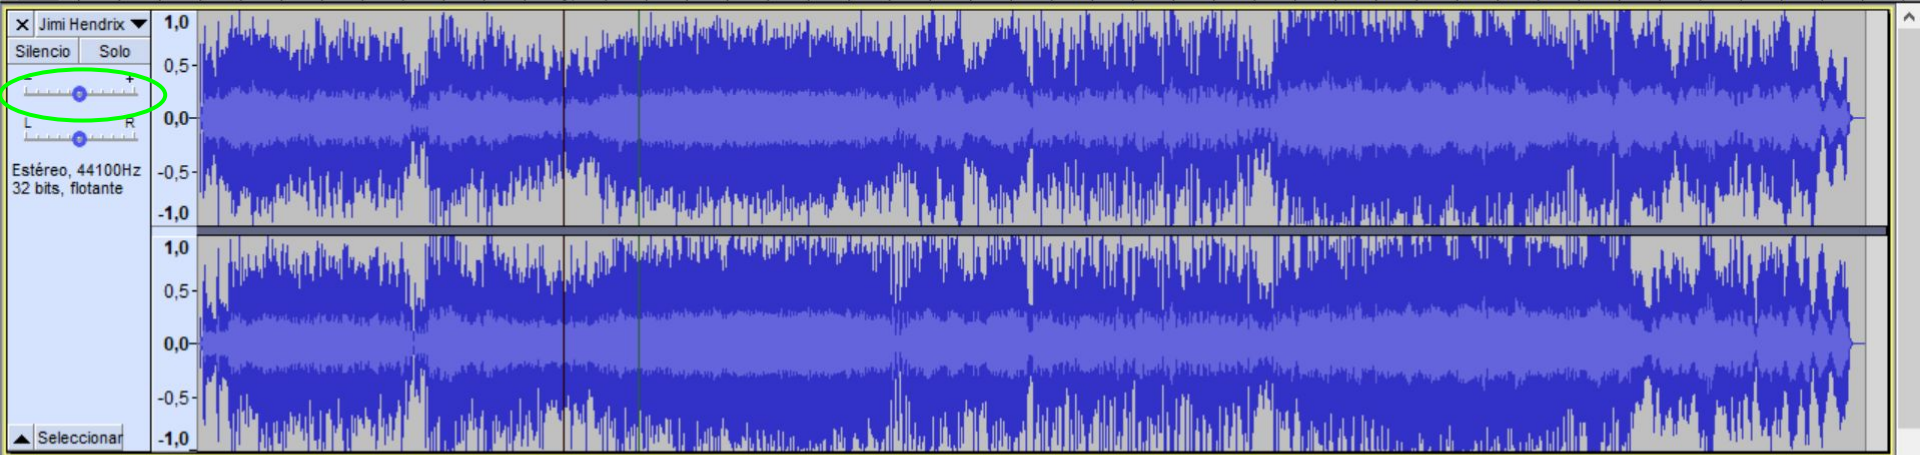 Jimi Hendrix
Silencio Solo
- +
L R
Estéreo, 44100Hz
32 bits, flotante
Seleccionar
1,0
0,5-
0,0-
-0,5-
-1,0
1,0
0,5-
0,0-
-0,5-
-1,0